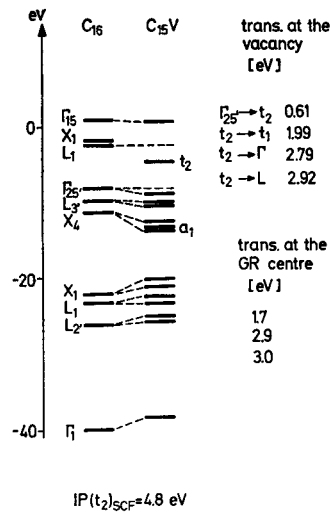 eV
C₁₆
C₁₅V
trans. at the
vacancy
[eV]
Γ₁₅
X₁
L₁
t₂
Γ₂₅'
L₃'
X₄
a₁
X₁
L₁
L₂'
Γ₁
0
-20
-40
Γ₂₅'→t₂ 0.61
t₂→t₁ 1.99
t₂→Γ 2.79
t₂→L 2.92
trans. at the
GR centre
[eV]
1.7
2.9
3.0
IP(t₂)SCF=4.8 eV